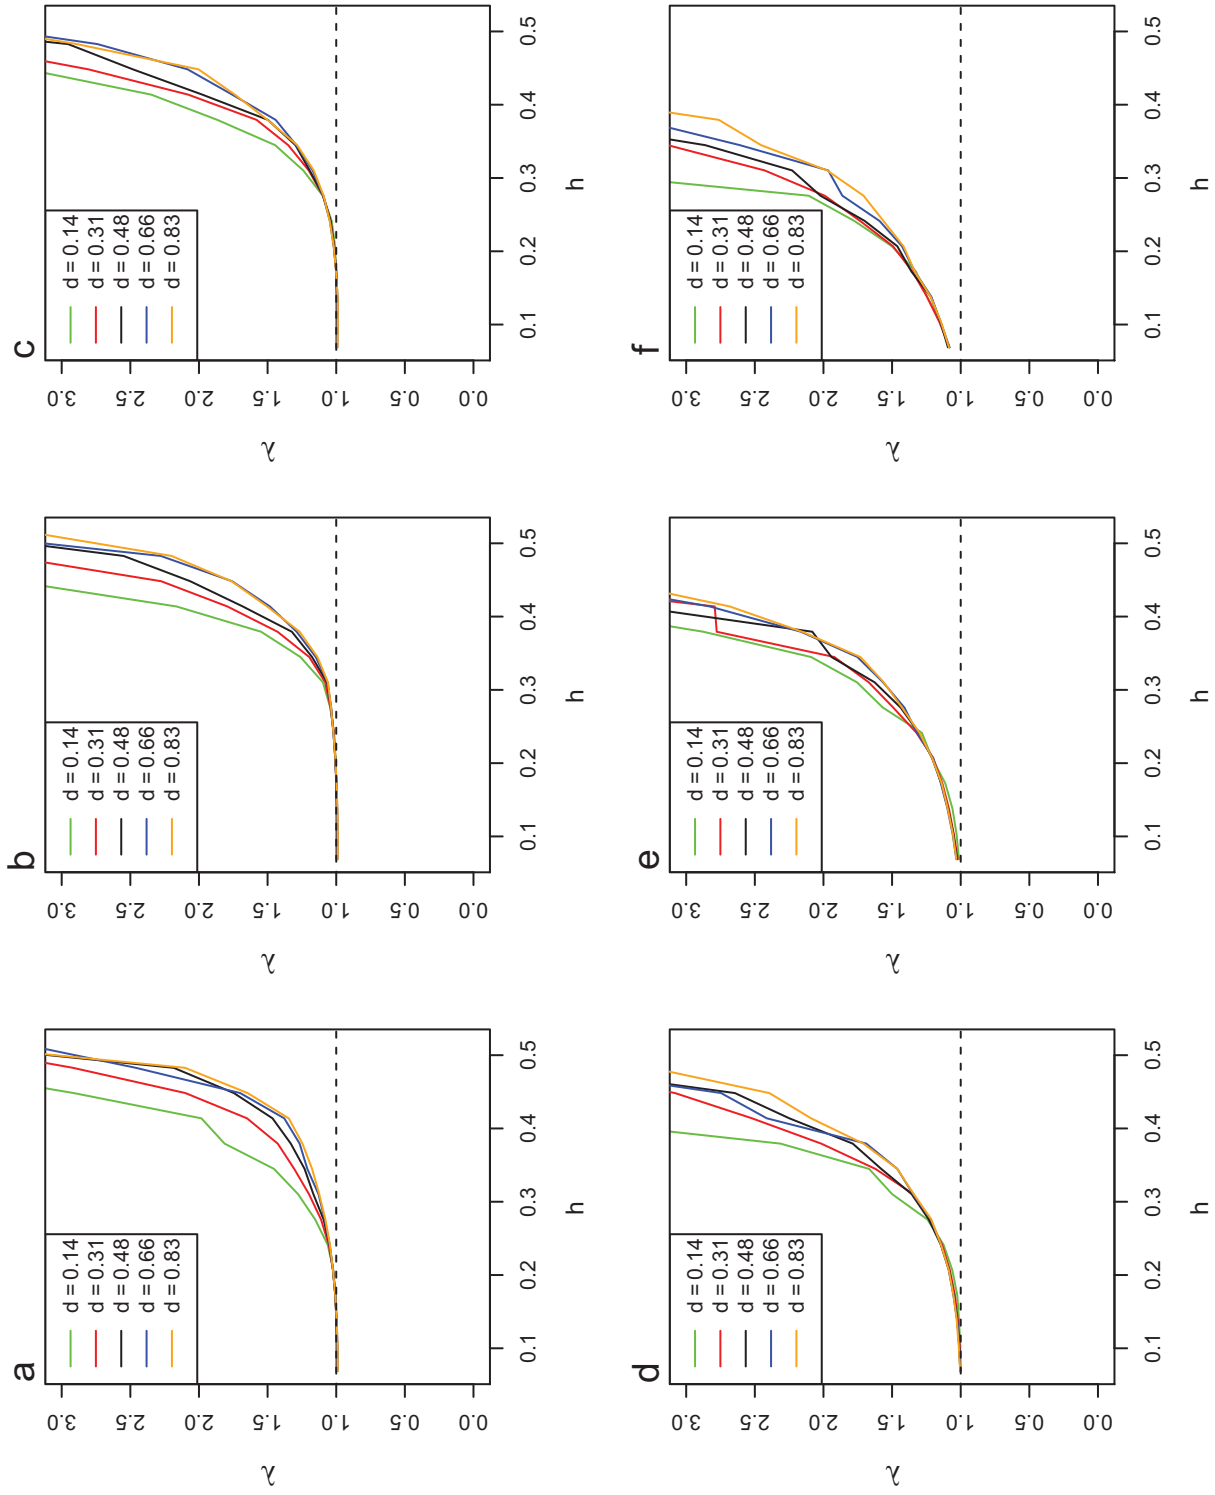 a
d = 0.14
d = 0.31
d = 0.48
d = 0.66
d = 0.83
0.0 0.5 1.0 1.5 2.0 2.5 3.0
λ
0.1 0.2 0.3 0.4 0.5
h
b
d = 0.14
d = 0.31
d = 0.48
d = 0.66
d = 0.83
0.0 0.5 1.0 1.5 2.0 2.5 3.0
λ
0.1 0.2 0.3 0.4 0.5
h
c
d = 0.14
d = 0.31
d = 0.48
d = 0.66
d = 0.83
0.0 0.5 1.0 1.5 2.0 2.5 3.0
λ
0.1 0.2 0.3 0.4 0.5
h
d
d = 0.14
d = 0.31
d = 0.48
d = 0.66
d = 0.83
0.0 0.5 1.0 1.5 2.0 2.5 3.0
λ
0.1 0.2 0.3 0.4 0.5
h
e
d = 0.14
d = 0.31
d = 0.48
d = 0.66
d = 0.83
0.0 0.5 1.0 1.5 2.0 2.5 3.0
λ
0.1 0.2 0.3 0.4 0.5
h
f
d = 0.14
d = 0.31
d = 0.48
d = 0.66
d = 0.83
0.0 0.5 1.0 1.5 2.0 2.5 3.0
λ
0.1 0.2 0.3 0.4 0.5
h